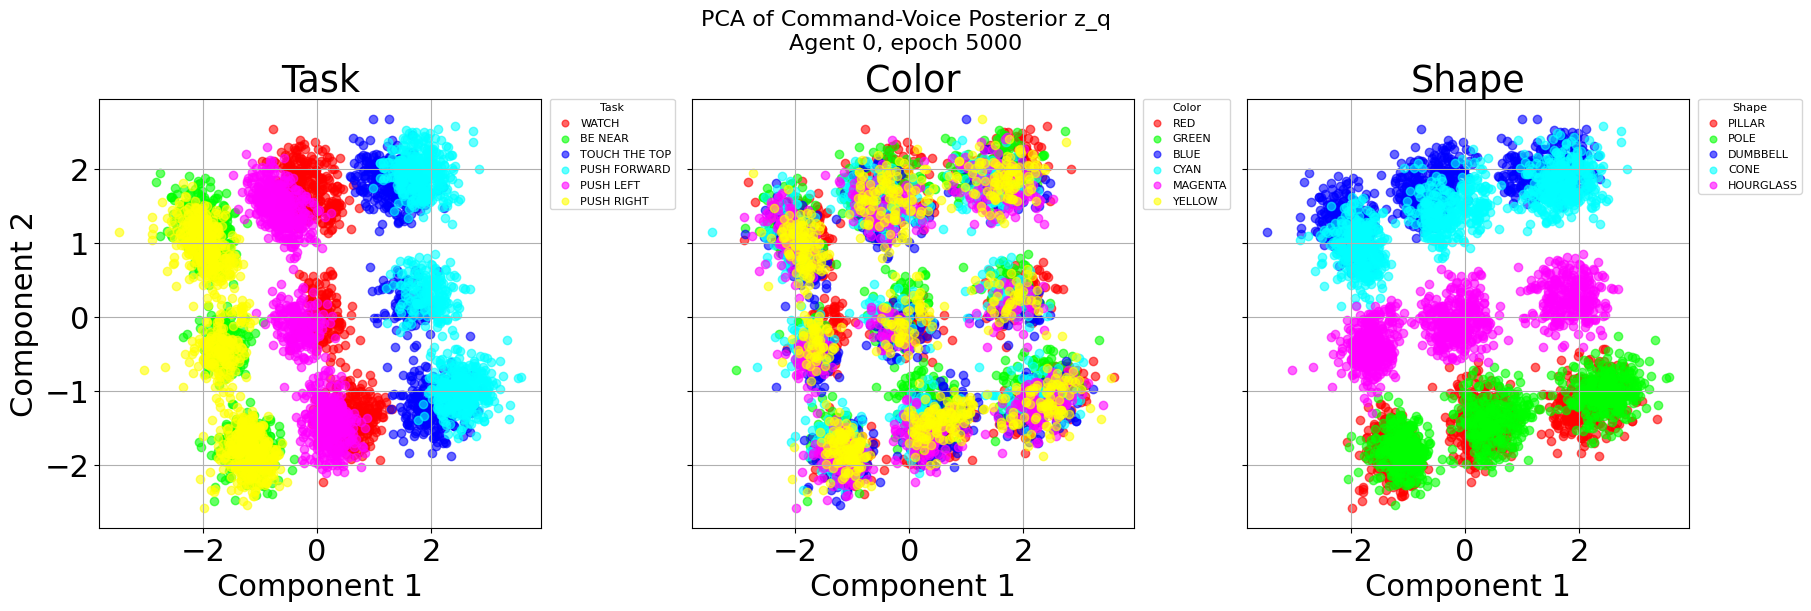 PCA of Command-Voice Posterior z_q
Agent 0, epoch 5000
Task
Component 2
2
1
0
−1
−2
−2 0 2
Component 1
Task
WATCH
BE NEAR
TOUCH THE TOP
PUSH FORWARD
PUSH LEFT
PUSH RIGHT
Color
−2 0 2
Component 1
Color
RED
GREEN
BLUE
CYAN
MAGENTA
YELLOW
Shape
−2 0 2
Component 1
Shape
PILLAR
POLE
DUMBBELL
CONE
HOURGLASS